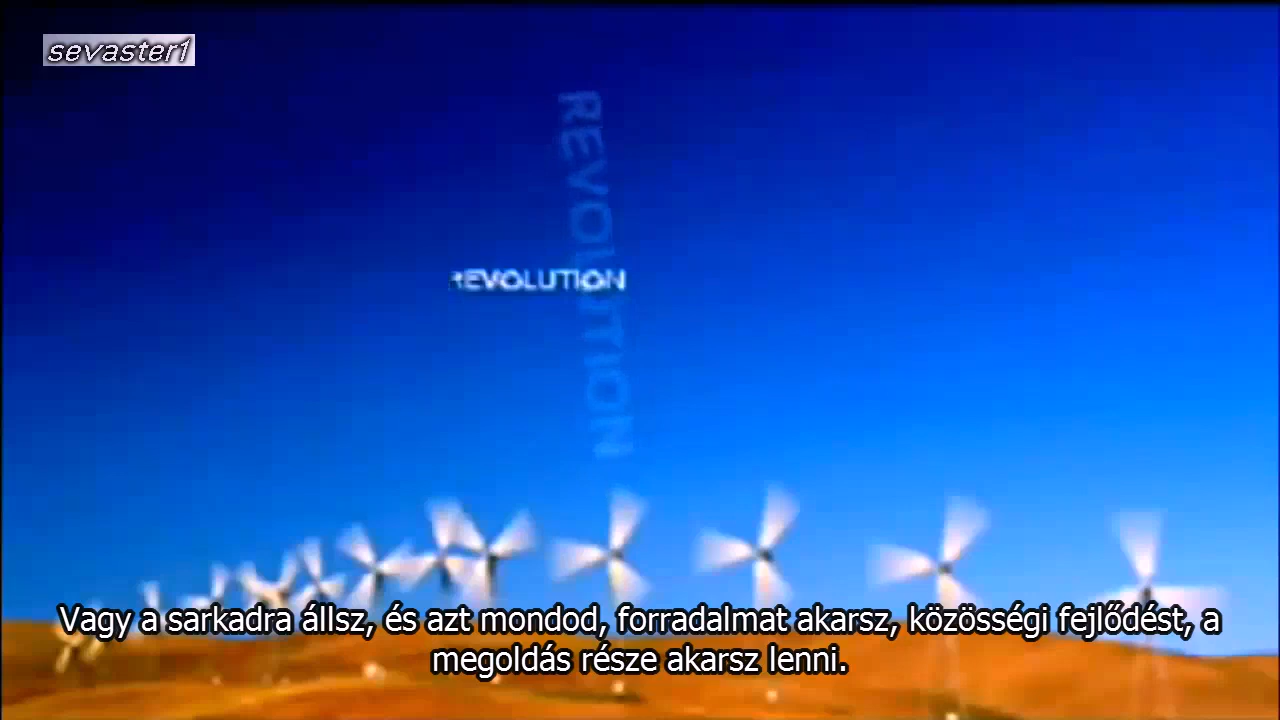 sevaster1
REVOLUTION
REVOLUTION
Vagy a sarkadra állsz, és azt mondod, forradalmat akarsz, közösségi fejlődést, a
megoldás része akarsz lenni.